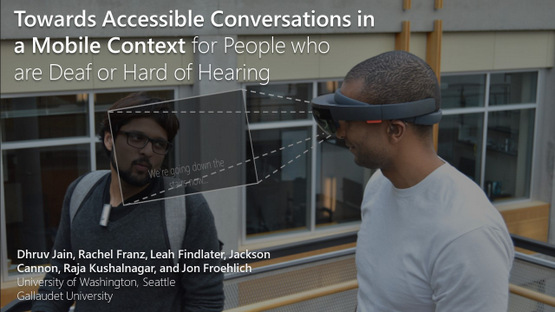 Towards Accessible Conversations in
a Mobile Context for People who
are Deaf or Hard of Hearing
We're going down the
stairs now...
Dhruv Jain, Rachel Franz, Leah Findlater, Jackson
Cannon, Raja Kushalnagar, and Jon Froehlich
University of Washington, Seattle
Gallaudet University